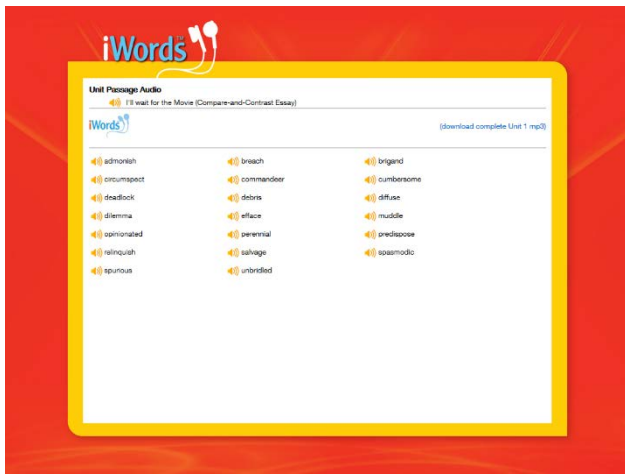 iWords™
Unit Passage Audio
I'll wait for the Movie (Compare-and-Contrast Essay)
iWords
(download complete Unit 1 mp3)
admonish breach brigand
circumspect commandeer cumbersome
deadlock debris diffuse
dilemma efface muddle
opinionated perennial predispose
relinquish salvage spasmodic
spurious unbridled